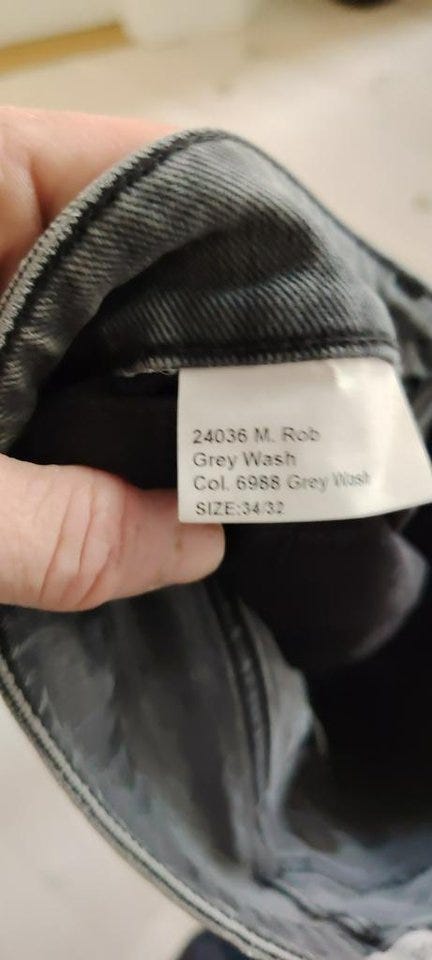 24036 M. Rob
Grey Wash
Col. 6988 Grey Wash
SIZE:34/32